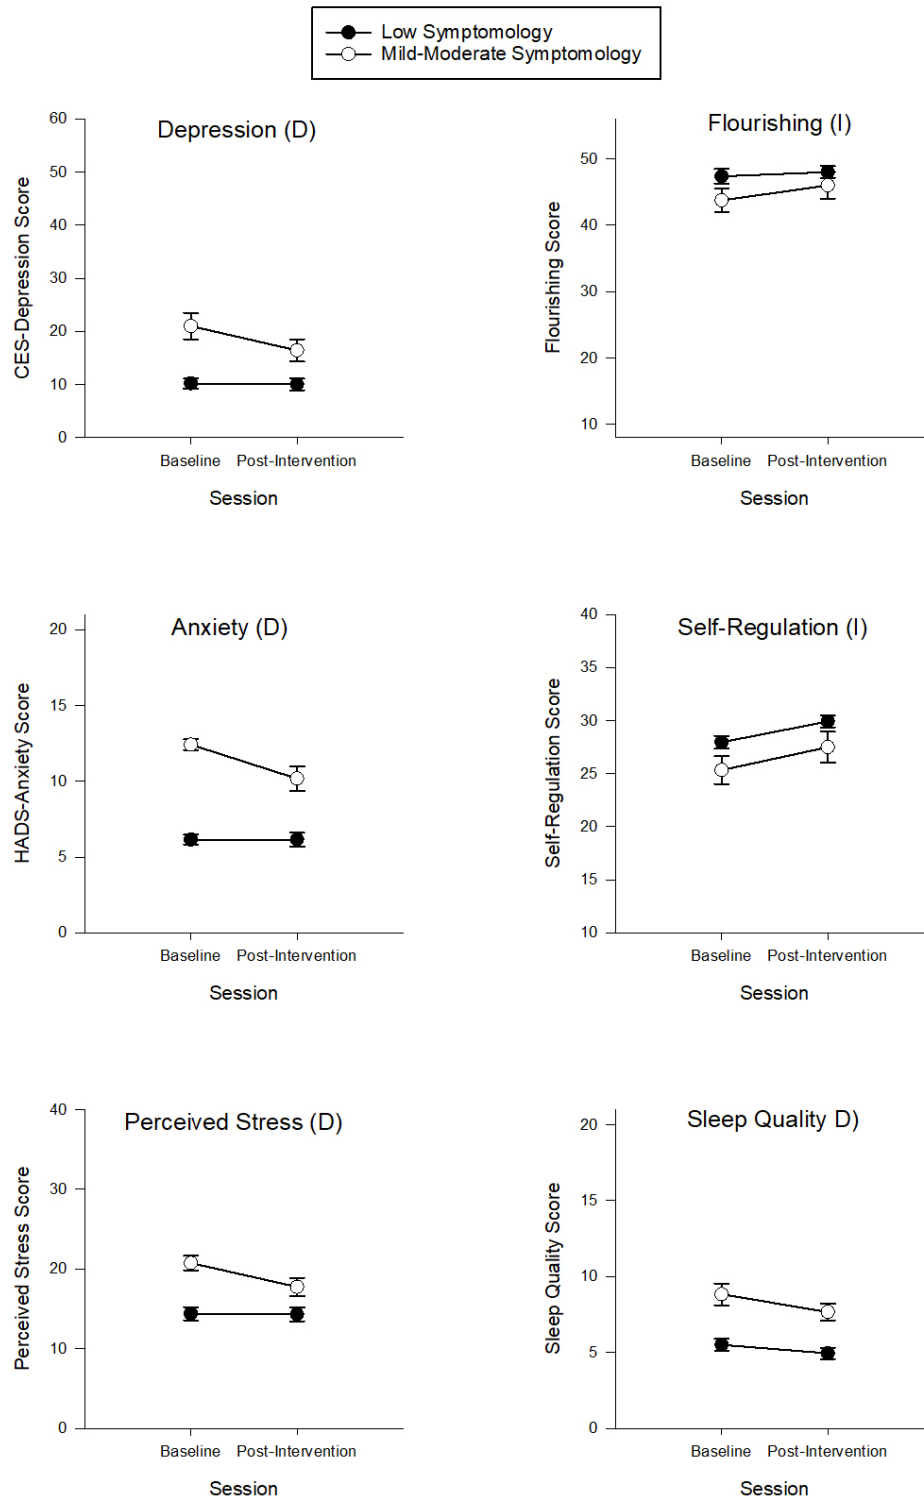 Low Symptomology
Mild-Moderate Symptomology
Depression (D)
CES-Depression Score
60
50
40
30
20
10
0
Baseline Post-Intervention
Session
Flourishing (I)
Flourishing Score
50
40
30
20
10
Baseline Post-Intervention
Session
Anxiety (D)
HADS-Anxiety Score
20
15
10
5
0
Baseline Post-Intervention
Session
Self-Regulation (I)
Self-Regulation Score
40
35
30
25
20
15
10
Baseline Post-Intervention
Session
Perceived Stress (D)
Perceived Stress Score
40
30
20
10
0
Baseline Post-Intervention
Session
Sleep Quality D)
Sleep Quality Score
20
15
10
5
0
Baseline Post-Intervention
Session